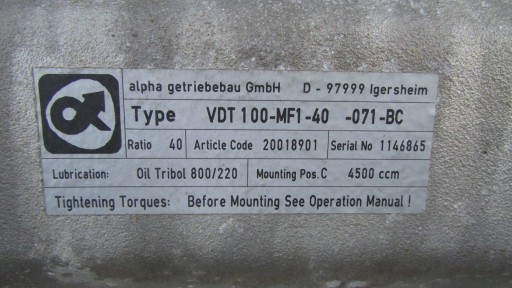 alpha getriebebau GmbH D - 97999 Igersheim
Type VDT 100-MF1-40 -071-BC
Ratio 40 Article Code 20018901 Serial No 1146865
Lubrication: Oil Tribol 800/220 Mounting Pos. C 4500 ccm
Tightening Torques: Before Mounting See Operation Manual !